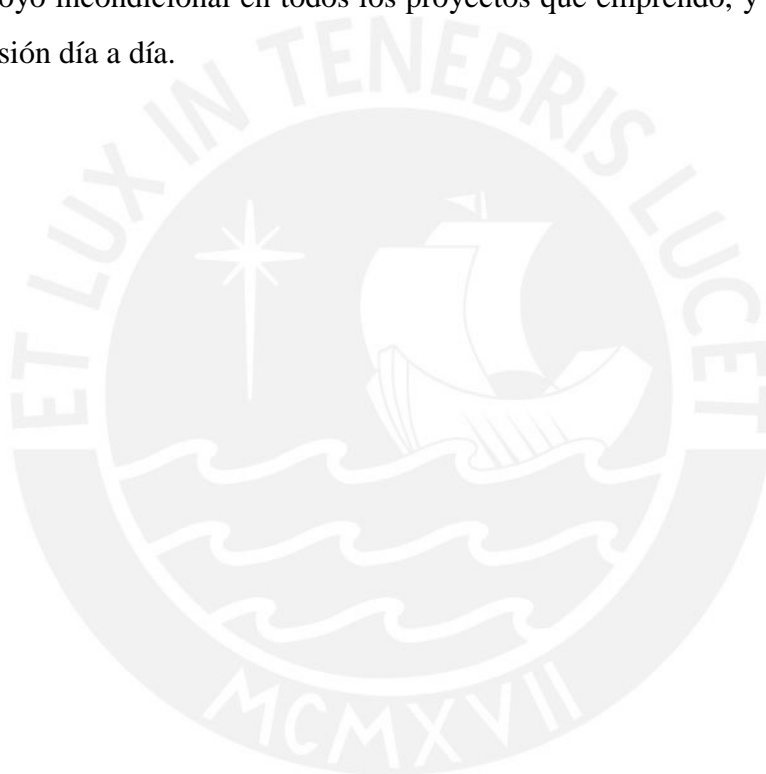 oyo incondicional en todos los proyectos que emprendo, y
sión día a día.
ET LUX IN TENEBRIS LUCET
MCMXVII